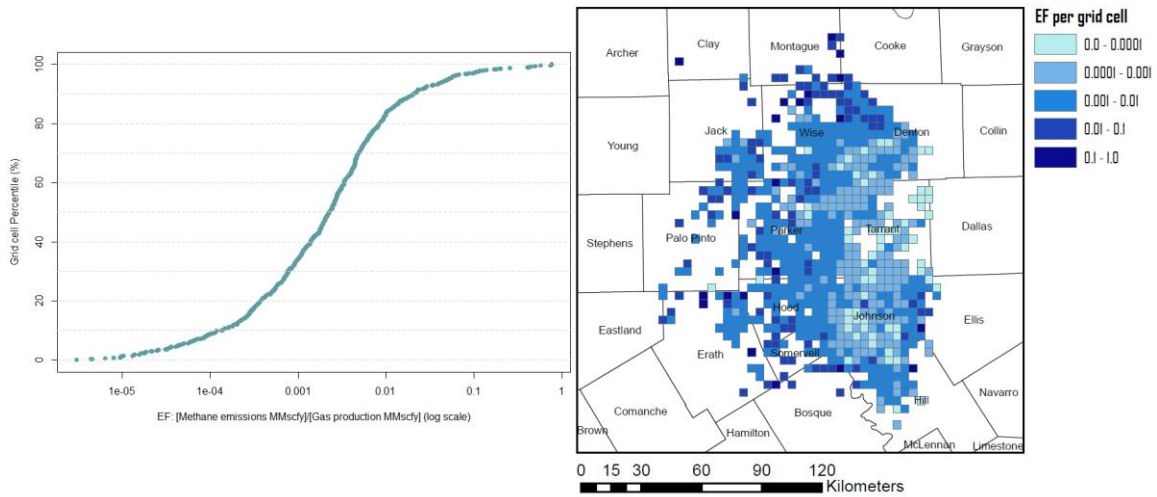 100
80
60
40
20
0
Grid cell Percentile (%)
1e-05 1e-04 0.001 0.01 0.1 1
EF: [Methane emissions MMscfy]/[Gas production MMscfy] (log scale)
Archer Clay Montague Cooke Grayson
Young Jack Wise Denton Collin
Stephens Palo Pinto Parker Tarrant Dallas
Eastland Erath Hood Johnson Ellis
Somervell
Comanche Bosque Hill Navarro
Brown Hamilton McLennan Limestone
0 15 30 60 90 120
Kilometers
EF per grid cell
0.0 - 0.0001
0.0001 - 0.001
0.001 - 0.01
0.01 - 0.1
0.1 - 1.0